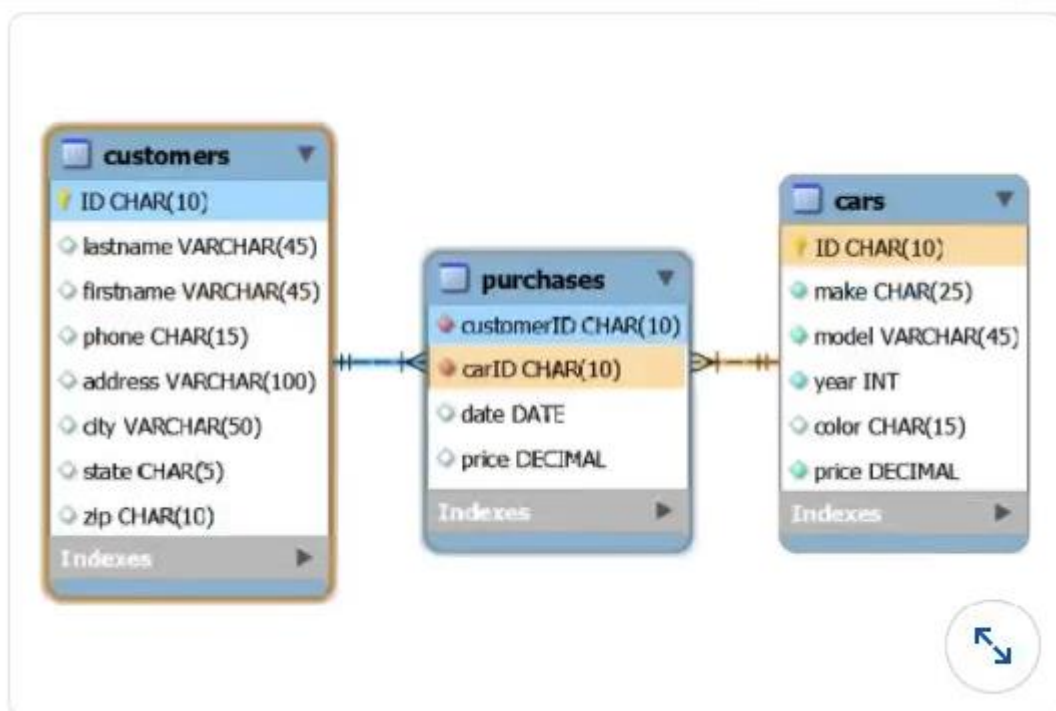 customers
ID CHAR(10)
lastname VARCHAR(45)
firstname VARCHAR(45)
phone CHAR(15)
address VARCHAR(100)
city VARCHAR(50)
state CHAR(5)
zip CHAR(10)
Indexes
purchases
customerID CHAR(10)
carID CHAR(10)
date DATE
price DECIMAL
Indexes
cars
ID CHAR(10)
make CHAR(25)
model VARCHAR(45)
year INT
color CHAR(15)
price DECIMAL
Indexes